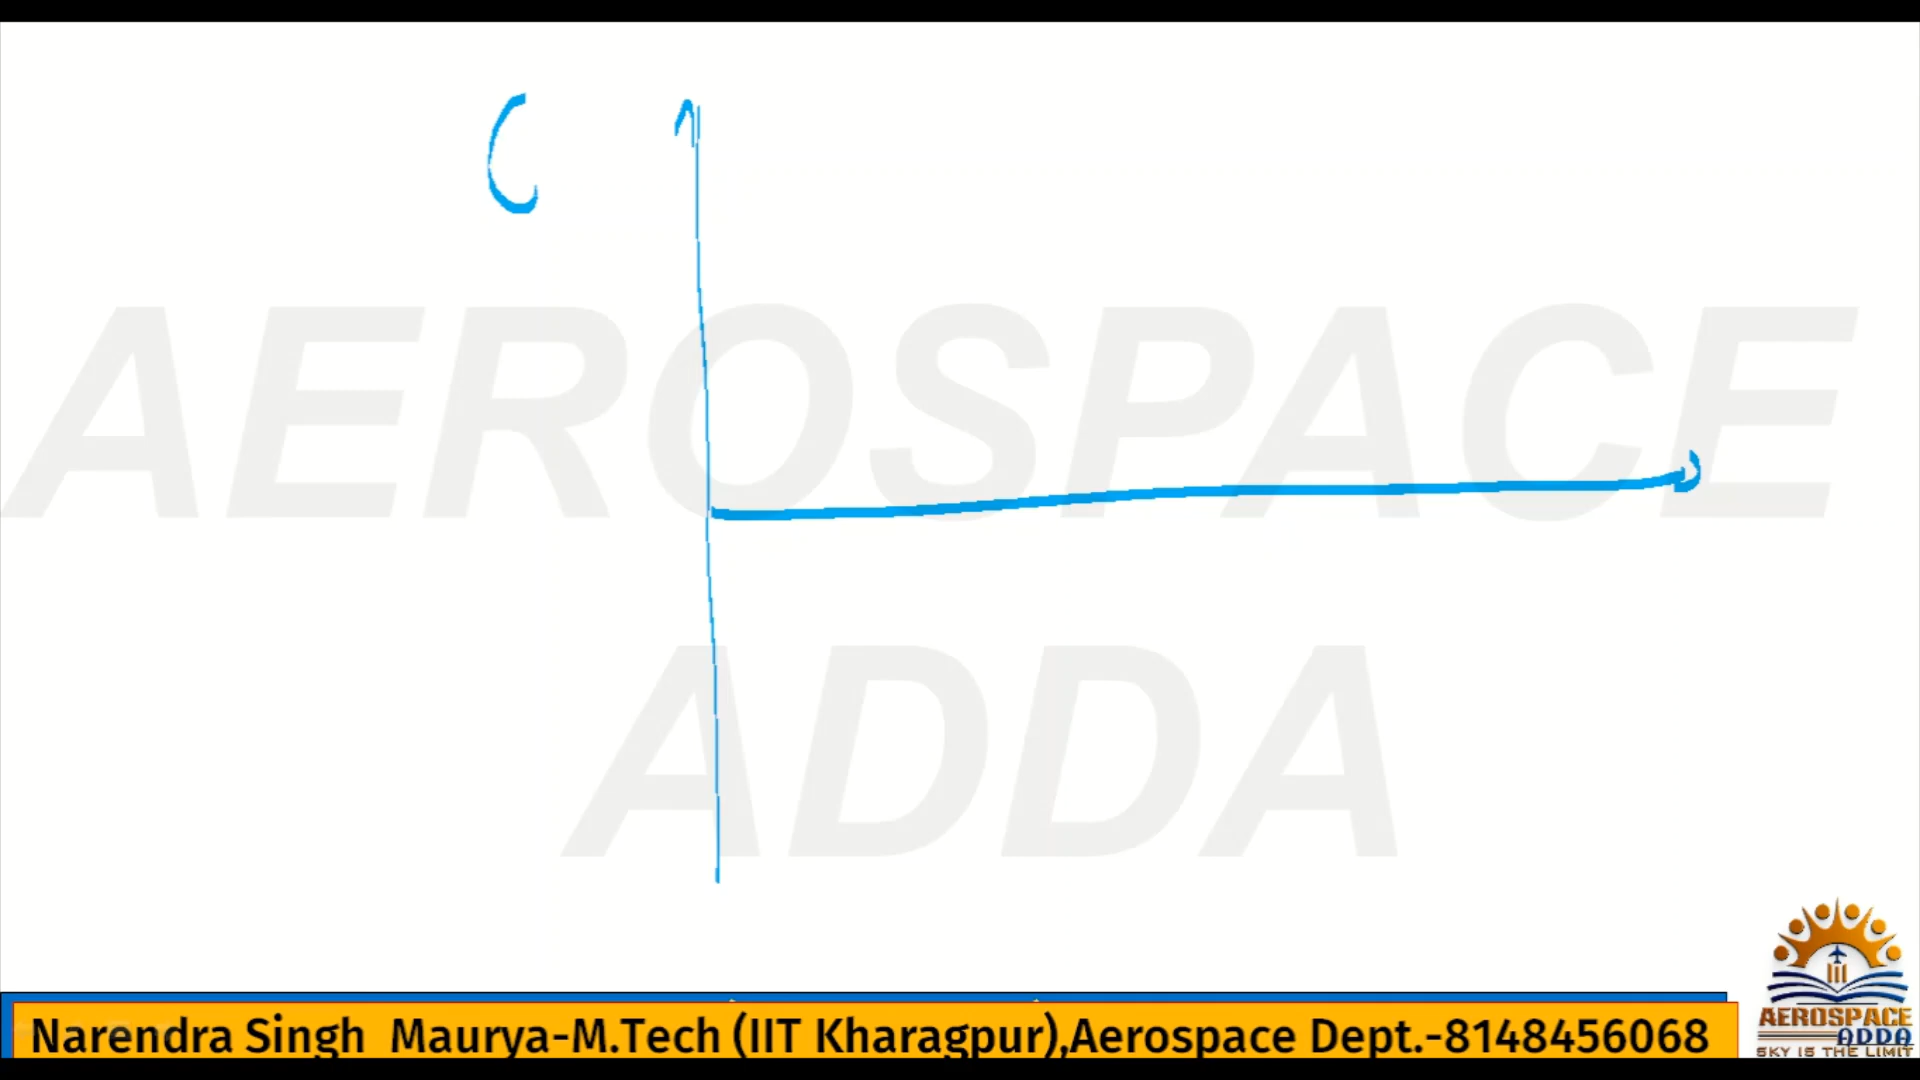 C
AEROSPACE
ADDA
Narendra Singh Maurya-M.Tech (IIT Kharagpur),Aerospace Dept.-8148456068
AEROSPACE
ADDA
SKY IS THE LIMIT